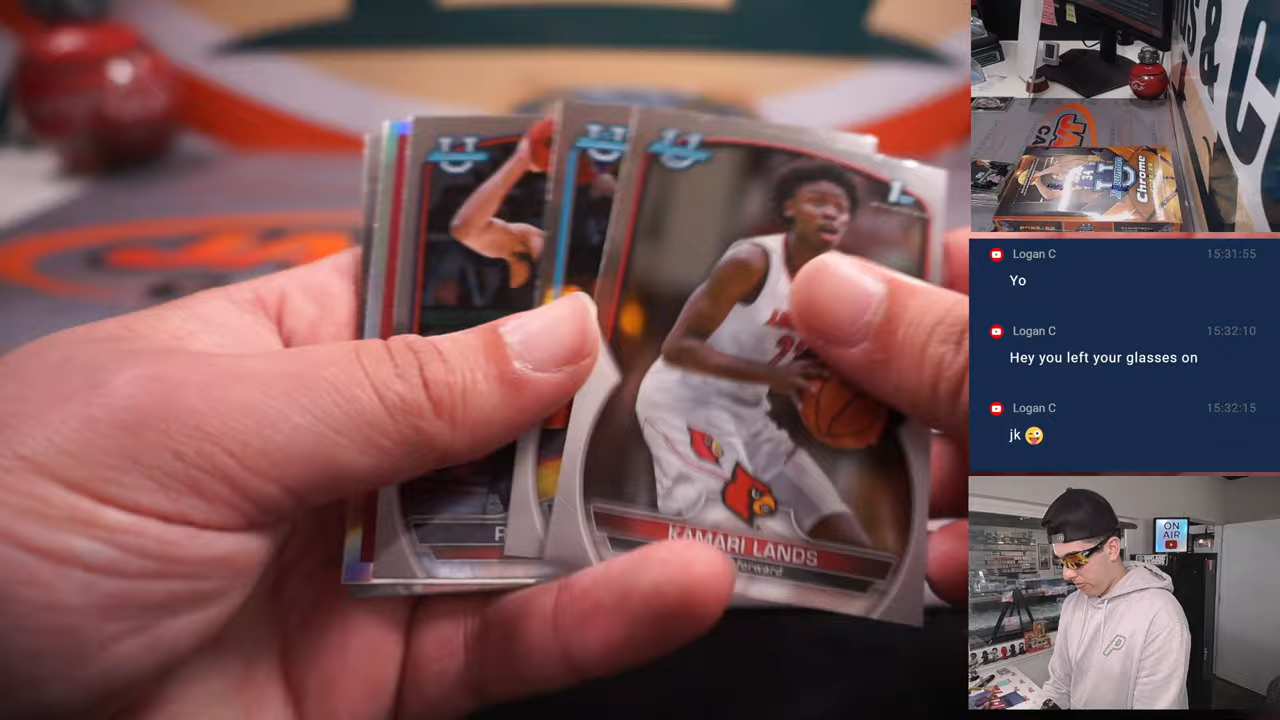 1st
KAMARI LANDS
Forward
Chrome
Logan C
15:31:55
Yo
Logan C
15:32:10
Hey you left your glasses on
Logan C
15:32:15
jk 😜
ON
AIR